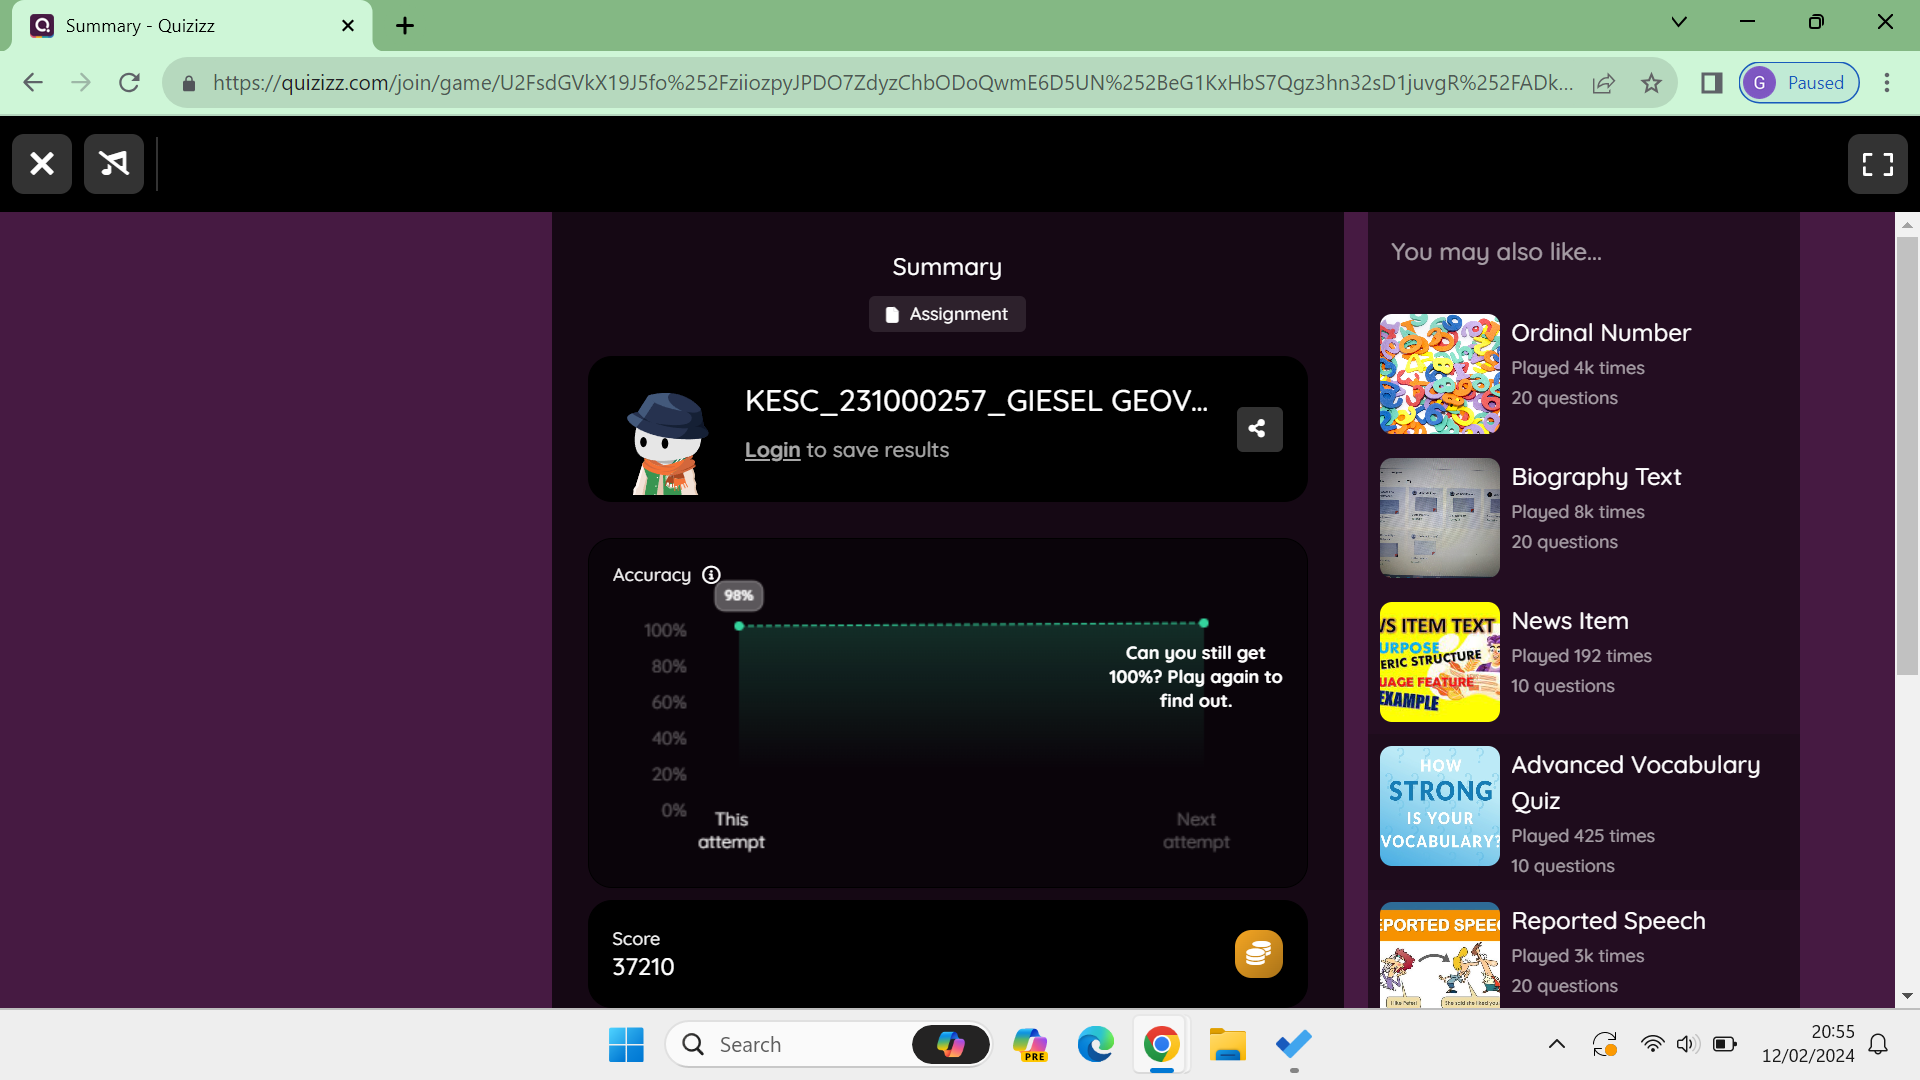 Summary - Quizizz
https://quizizz.com/join/game/U2FsdGVkX19J5fo%252FziiozpyJPDO7ZdyzChbODoQwmE6D5UN%252BeG1KxHbS7Qgz3hn32sD1juvgR%252FADk...
G Paused
Summary
Assignment
KESC_231000257_GIESEL GEOV...
Login to save results
Accuracy
98%
100%
80%
60%
40%
20%
0%
Can you still get
100%? Play again to
find out.
This
attempt
Next
attempt
Score
37210
You may also like...
Ordinal Number
Played 4k times
20 questions
Biography Text
Played 8k times
20 questions
WS ITEM TEXT
URPOSE
ERIC STRUCTURE
UAGE FEATURE
EXAMPLE
News Item
Played 192 times
10 questions
HOW
STRONG
IS YOUR
VOCABULARY?
Advanced Vocabulary
Quiz
Played 425 times
10 questions
EPORTED SPEEC
Reported Speech
Played 3k times
20 questions
Search
PRE
20:55
12/02/2024